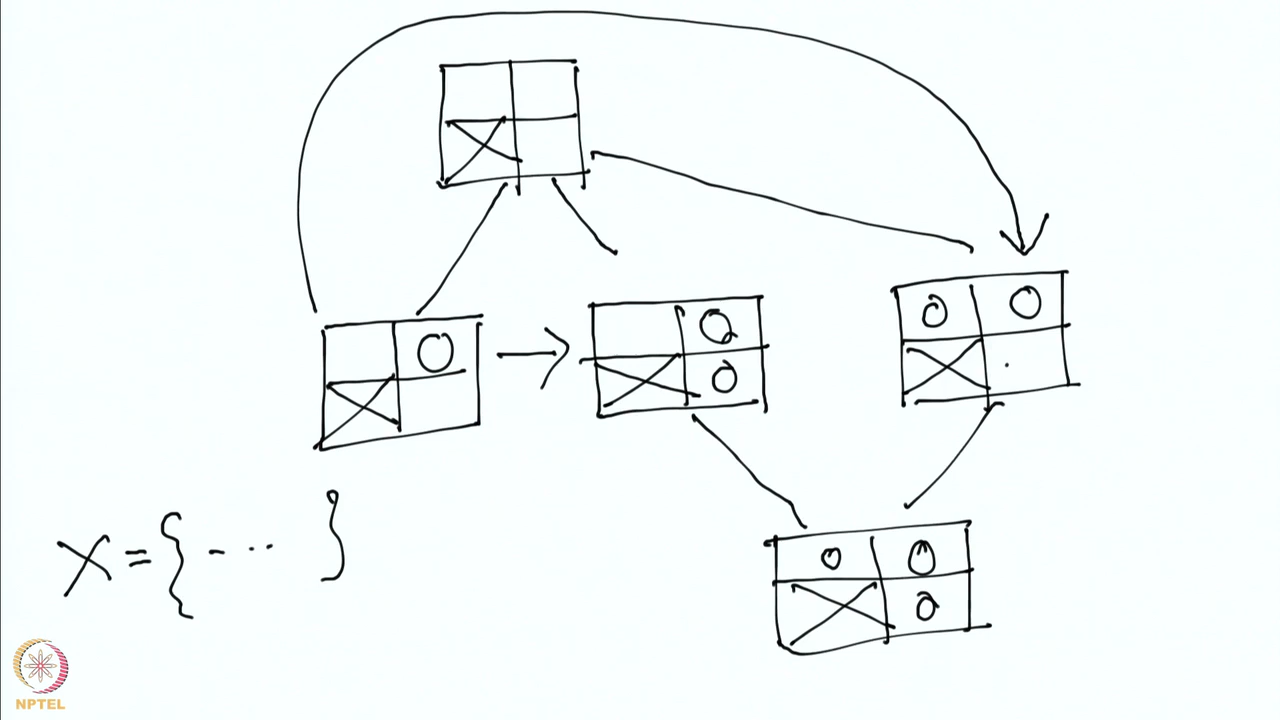 X = { - ·· }
NPTEL